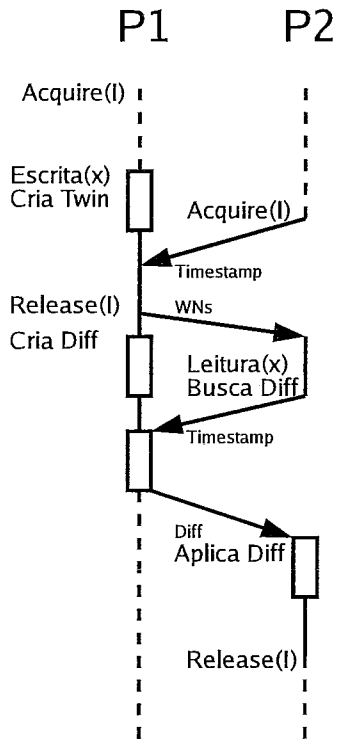 P1 P2
Acquire(l)
Escrita(x)
Cria Twin
Acquire(l)
Timestamp
Release(l)
WNs
Cria Diff
Leitura(x)
Busca Diff
Timestamp
Diff
Aplica Diff
Release(l)